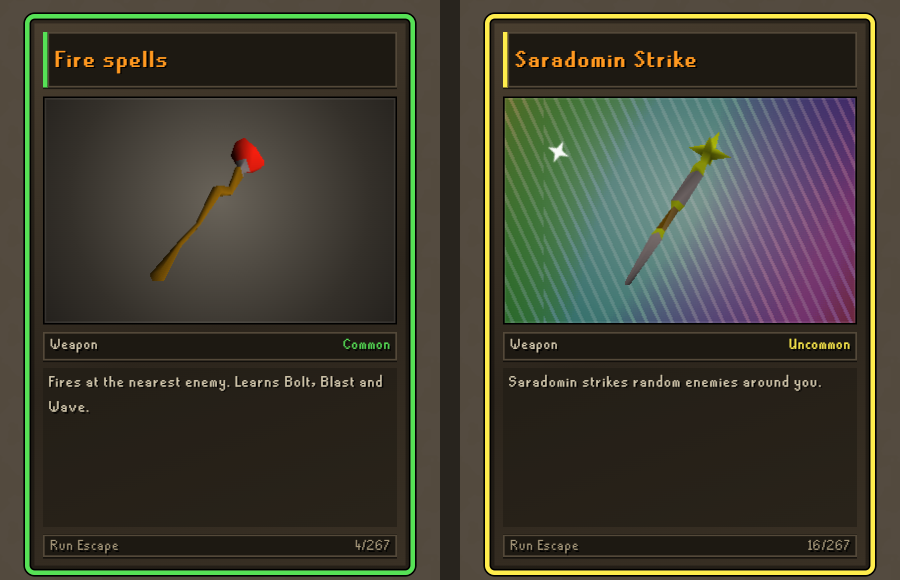 Fire spells
Weapon
Common
Fires at the nearest enemy. Learns Bolt, Blast and
Wave.
Run Escape
4/267
Saradomin Strike
Weapon
Uncommon
Saradomin strikes random enemies around you.
Run Escape
16/267